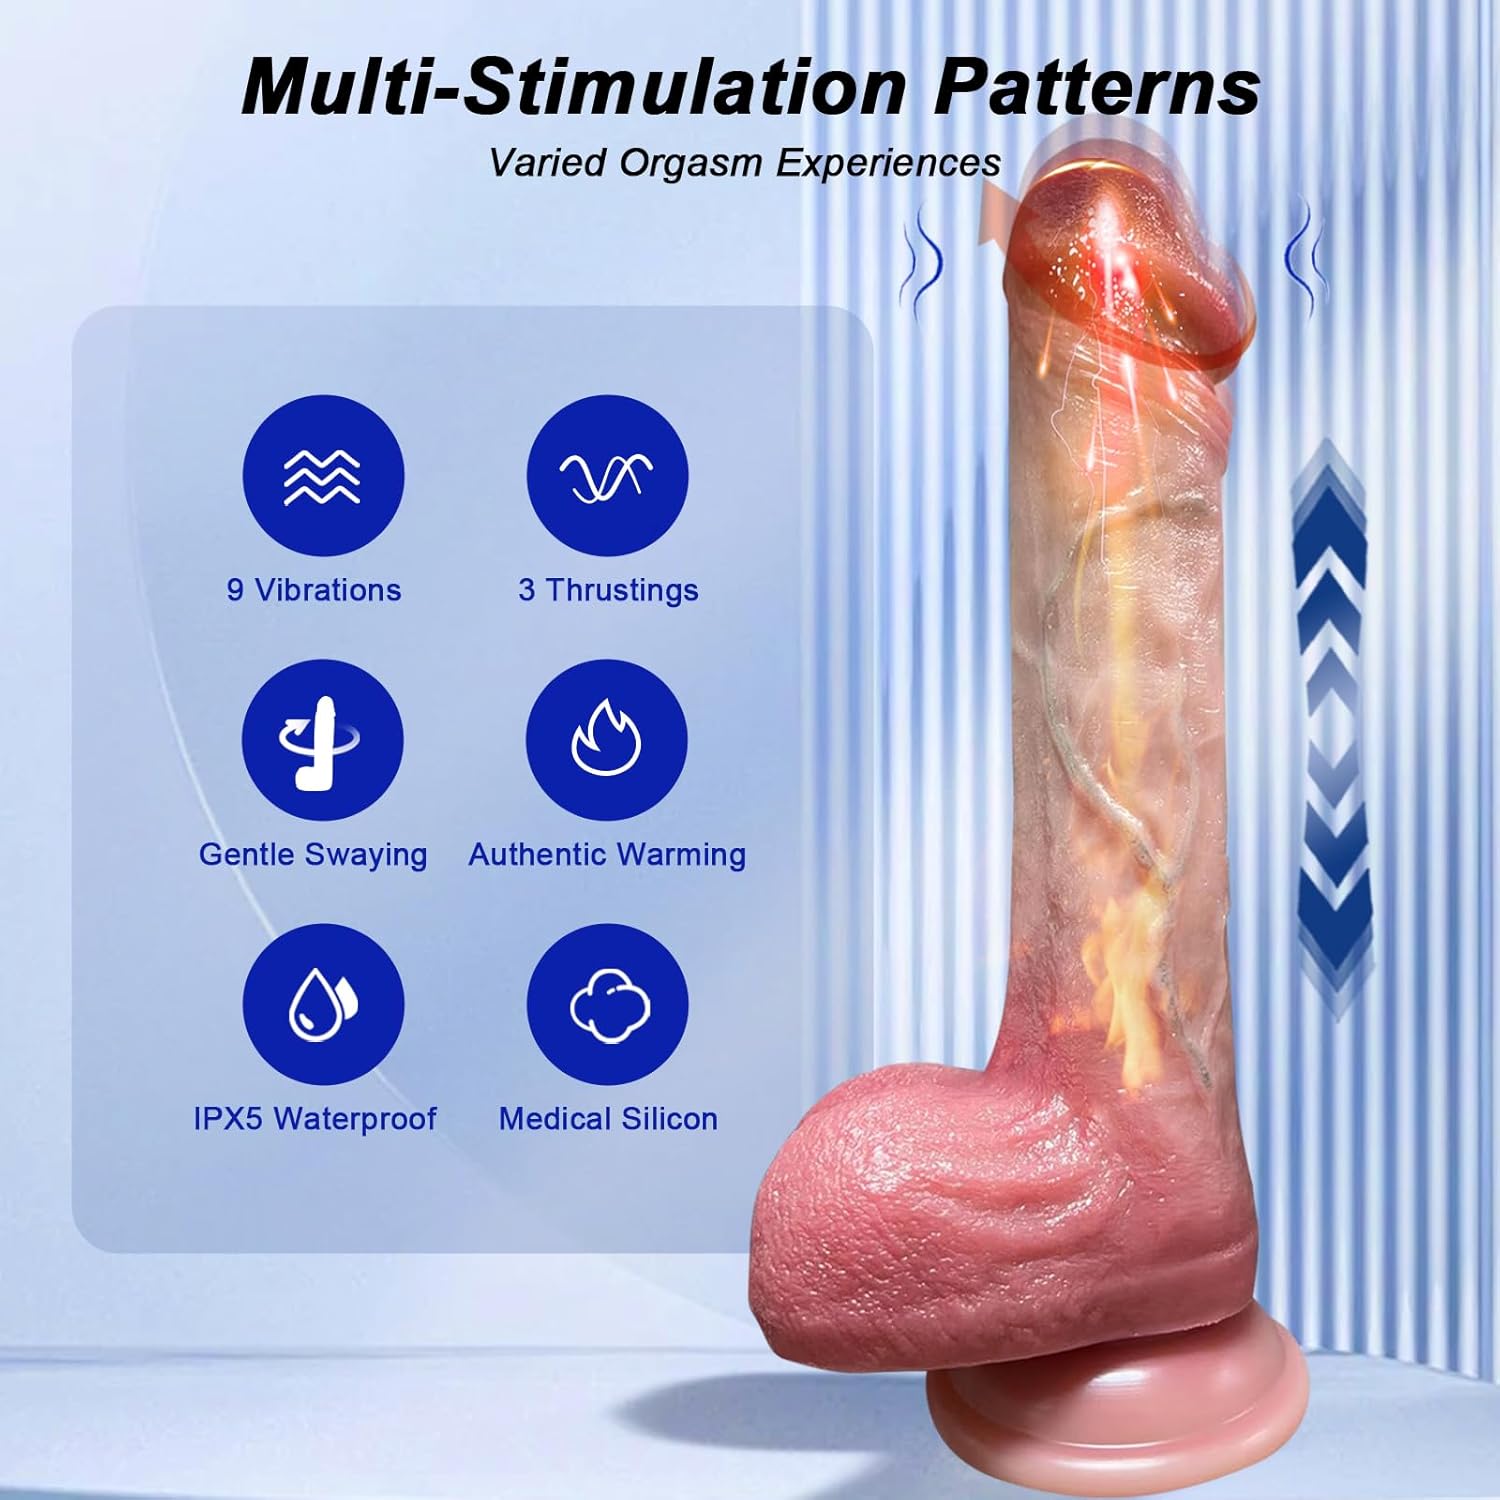 Multi-Stimulation Patterns
Varied Orgasm Experiences
9 Vibrations
3 Thrustings
Gentle Swaying
Authentic Warming
IPX5 Waterproof
Medical Silicon